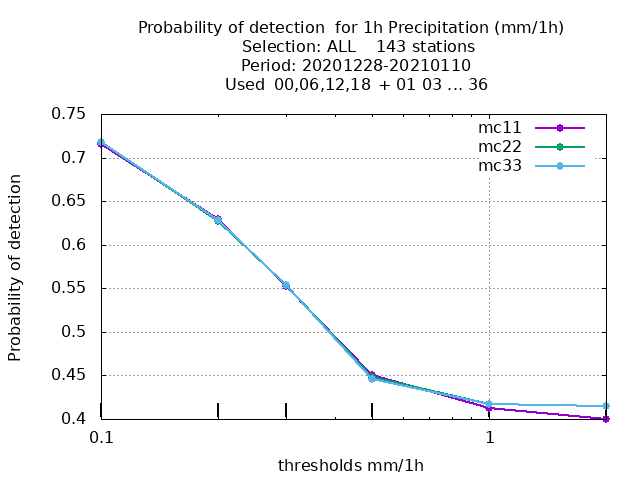 Probability of detection  for 1h Precipitation (mm/1h)
Selection: ALL    143 stations
Period: 20201228-20210110
Used  00,06,12,18  + 01 03 ... 36
0.75
0.7
0.65
0.6
0.55
0.5
0.45
0.4
Probability of detection
mc11
mc22
mc33
0.1
1
thresholds mm/1h